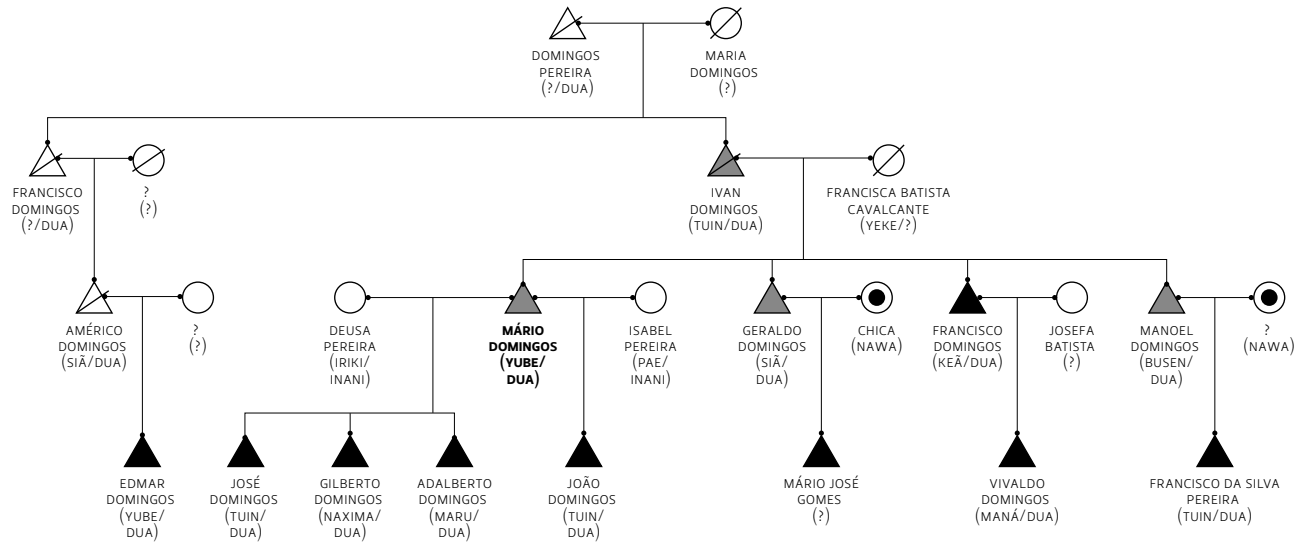 DOMINGOS
PEREIRA
(?/DUA)
MARIA
DOMINGOS
(?)
FRANCISCO
DOMINGOS
(?/DUA)
?
(?)
IVAN
DOMINGOS
(TUIN/DUA)
FRANCISCA BATISTA
CAVALCANTE
(YEKE/?)
AMÉRICO
DOMINGOS
(SIÃ/DUA)
?
(?)
DEUSA
PEREIRA
(IRIKI/
INANI)
MÁRIO
DOMINGOS
(YUBE/
DUA)
ISABEL
PEREIRA
(PAE/
INANI)
GERALDO
DOMINGOS
(SIÃ/
DUA)
CHICA
(NAWA)
FRANCISCO
DOMINGOS
(KEÃ/DUA)
JOSEFA
BATISTA
(?)
MANOEL
DOMINGOS
(BUSEN/
DUA)
?
(NAWA)
EDMAR
DOMINGOS
(YUBE/
DUA)
JOSÉ
DOMINGOS
(TUIN/
DUA)
GILBERTO
DOMINGOS
(NAXIMA/
DUA)
ADALBERTO
DOMINGOS
(MARU/
DUA)
JOÃO
DOMINGOS
(TUIN/
DUA)
MÁRIO JOSÉ
GOMES
(?)
VIVALDO
DOMINGOS
(MANÁ/DUA)
FRANCISCO DA SILVA
PEREIRA
(TUIN/DUA)